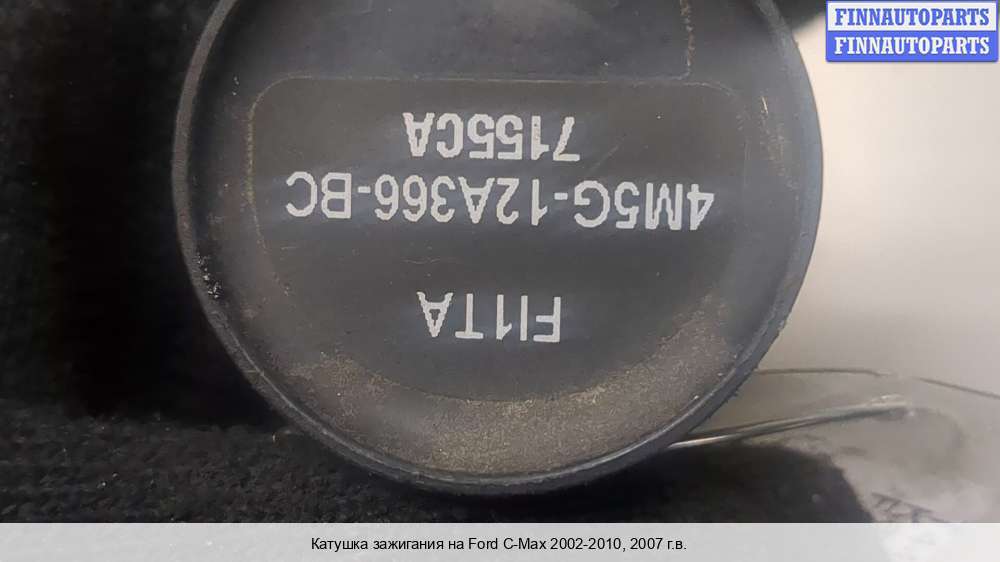 FINNAUTOPARTS
FINNAUTOPARTS
FI1TA
4M5G-12A366-BC
7155CA
Катушка зажигания на Ford C-Max 2002-2010, 2007 г.в.